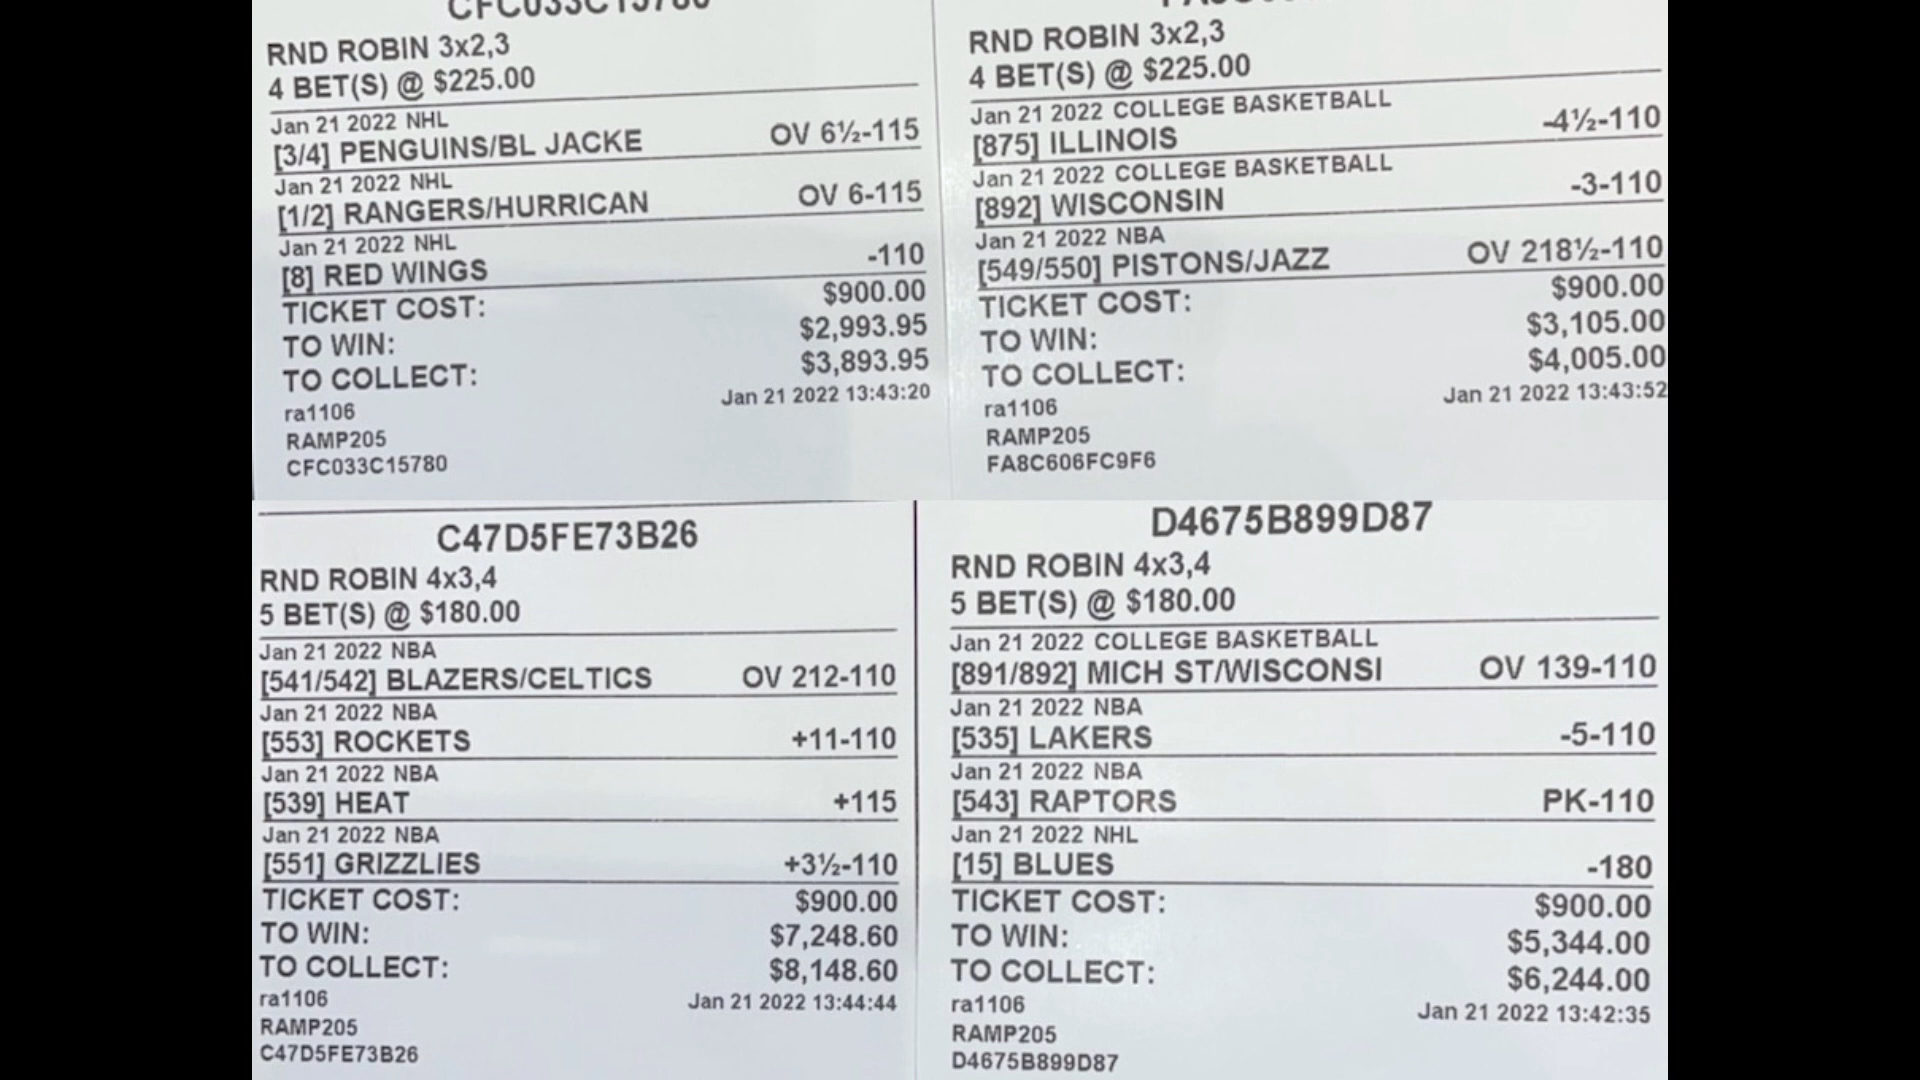 CFC033C15780
RND ROBIN 3x2,3
4 BET(S) @ $225.00
Jan 21 2022 NHL
[3/4] PENGUINS/BL JACKE OV 6½-115
Jan 21 2022 NHL
[1/2] RANGERS/HURRICAN OV 6-115
Jan 21 2022 NHL
[8] RED WINGS -110
TICKET COST: $900.00
TO WIN: $2,993.95
TO COLLECT: $3,893.95
Jan 21 2022 13:43:20
ra1106
RAMP205
CFC033C15780
RND ROBIN 3x2,3
4 BET(S) @ $225.00
Jan 21 2022 COLLEGE BASKETBALL
[875] ILLINOIS -4½-110
Jan 21 2022 COLLEGE BASKETBALL
[892] WISCONSIN -3-110
Jan 21 2022 NBA
[549/550] PISTONS/JAZZ OV 218½-110
TICKET COST: $900.00
TO WIN: $3,105.00
TO COLLECT: $4,005.00
Jan 21 2022 13:43:52
ra1106
RAMP205
FA8C606FC9F6
C47D5FE73B26
RND ROBIN 4x3,4
5 BET(S) @ $180.00
Jan 21 2022 NBA
[541/542] BLAZERS/CELTICS OV 212-110
Jan 21 2022 NBA
[553] ROCKETS +11-110
Jan 21 2022 NBA
[539] HEAT +115
Jan 21 2022 NBA
[551] GRIZZLIES +3½-110
TICKET COST: $900.00
TO WIN: $7,248.60
TO COLLECT: $8,148.60
ra1106 Jan 21 2022 13:44:44
RAMP205
C47D5FE73B26
D4675B899D87
RND ROBIN 4x3,4
5 BET(S) @ $180.00
Jan 21 2022 COLLEGE BASKETBALL
[891/892] MICH ST/WISCONSI OV 139-110
Jan 21 2022 NBA
[535] LAKERS -5-110
Jan 21 2022 NBA
[543] RAPTORS PK-110
Jan 21 2022 NHL
[15] BLUES -180
TICKET COST: $900.00
TO WIN: $5,344.00
TO COLLECT: $6,244.00
ra1106 Jan 21 2022 13:42:35
RAMP205
D4675B899D87